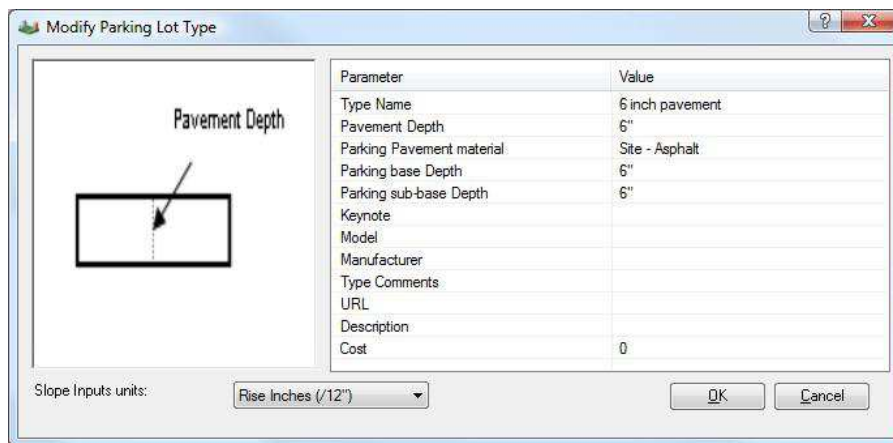 Modify Parking Lot Type
Pavement Depth
Parameter Value
Type Name 6 inch pavement
Pavement Depth 6"
Parking Pavement material Site - Asphalt
Parking base Depth 6"
Parking sub-base Depth 6"
Keynote
Model
Manufacturer
Type Comments
URL
Description
Cost 0
Slope Inputs units: Rise Inches (/12") OK Cancel